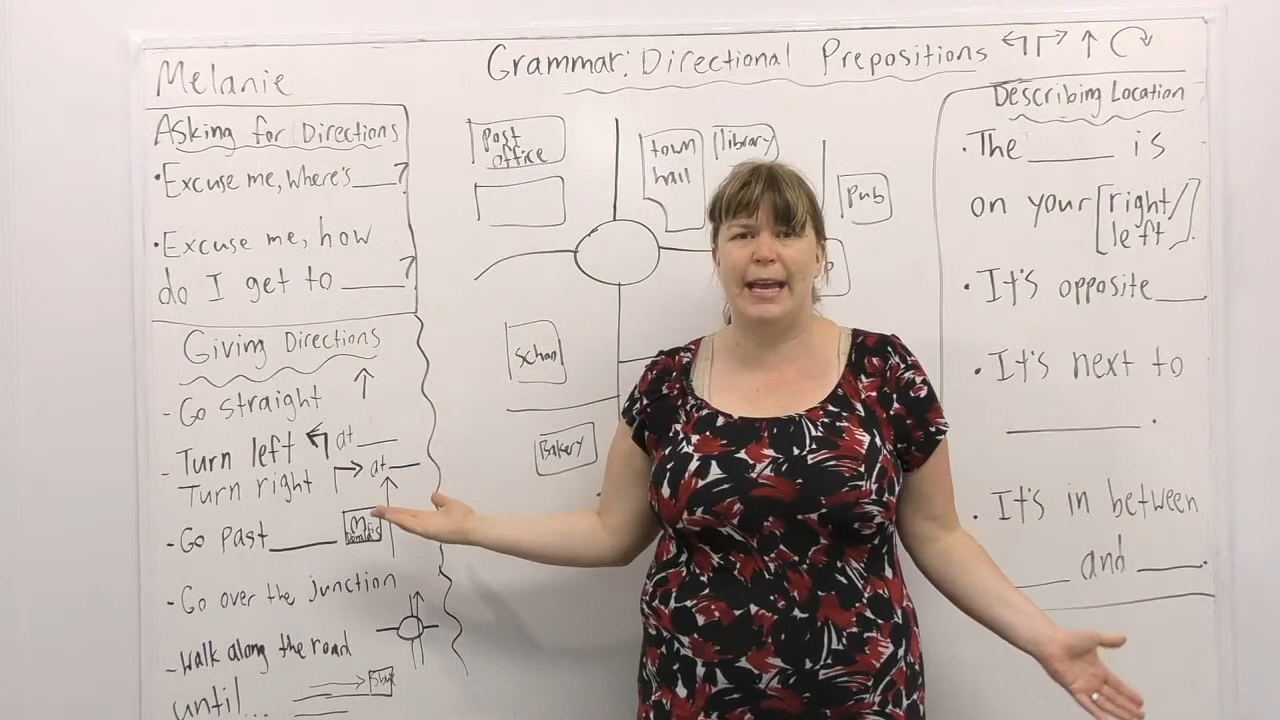 Melanie
Grammar: Directional Prepositions
Asking for Directions
• Excuse me, where's ___?
• Excuse me, how
do I get to ___?
Giving Directions
- Go straight
- Turn left at ___
Turn right at ___
- Go past ___
- Go over the junction
- Walk along the road
until...
Post
office
town
hall
library
Pub
School
Bakery
Describing Location
• The ___ is
on your [right/
left].
• It's opposite ___
• It's next to
___.
• It's in between
___ and ___.